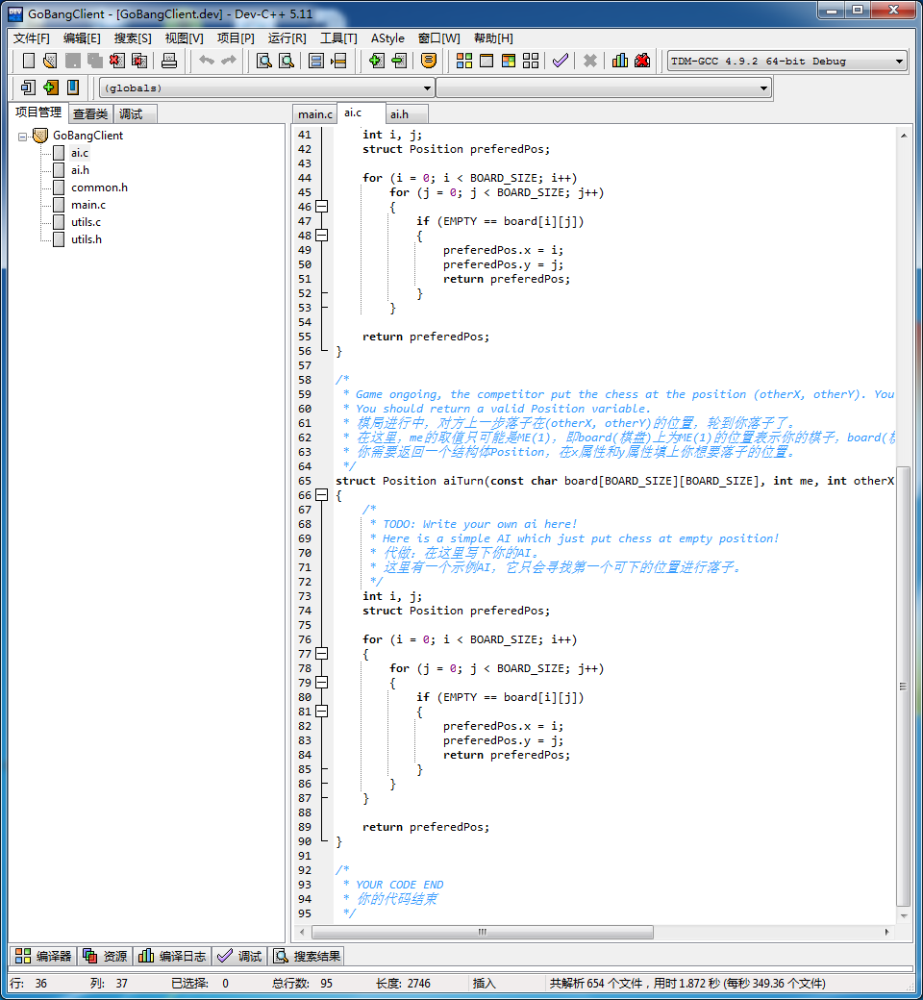 GoBangClient - [GoBangClient.dev] - Dev-C++ 5.11
文件[F] 编辑[E] 搜索[S] 视图[V] 项目[P] 运行[R] 工具[T] AStyle 窗口[W] 帮助[H]
TDM-GCC 4.9.2 64-bit Debug
(globals)
项目管理 查看类 调试
GoBangClient
ai.c
ai.h
common.h
main.c
utils.c
utils.h
main.c ai.c ai.h
41 int i, j;
42 struct Position preferedPos;
43
44 for (i = 0; i < BOARD_SIZE; i++)
45 for (j = 0; j < BOARD_SIZE; j++)
46 {
47 if (EMPTY == board[i][j])
48 {
49 preferedPos.x = i;
50 preferedPos.y = j;
51 return preferedPos;
52 }
53 }
54
55 return preferedPos;
56 }
57
58 /*
59 * Game ongoing, the competitor put the chess at the position (otherX, otherY). You
60 * You should return a valid Position variable.
61 * 棋局进行中，对方上一步落子在(otherX, otherY)的位置，轮到你落子了。
62 * 在这里，me的取值只可能是ME(1)，即board(棋盘)上为ME(1)的位置表示你的棋子，board(棋
63 * 你需要返回一个结构体Position，在x属性和y属性填上你想要落子的位置。
64 */
65 struct Position aiTurn(const char board[BOARD_SIZE][BOARD_SIZE], int me, int otherX
66 {
67 /*
68 * TODO: Write your own ai here!
69 * Here is a simple AI which just put chess at empty position!
70 * 代做：在这里写下你的AI。
71 * 这里有一个示例AI，它只会寻找第一个可下的位置进行落子。
72 */
73 int i, j;
74 struct Position preferedPos;
75
76 for (i = 0; i < BOARD_SIZE; i++)
77 {
78 for (j = 0; j < BOARD_SIZE; j++)
79 {
80 if (EMPTY == board[i][j])
81 {
82 preferedPos.x = i;
83 preferedPos.y = j;
84 return preferedPos;
85 }
86 }
87 }
88
89 return preferedPos;
90 }
91
92 /*
93 * YOUR CODE END
94 * 你的代码结束
95 */
编译器 资源 编译日志 调试 搜索结果
行: 36 列: 37 已选择: 0 总行数: 95 长度: 2746 插入 共解析 654 个文件，用时 1.872 秒 (每秒 349.36 个文件)